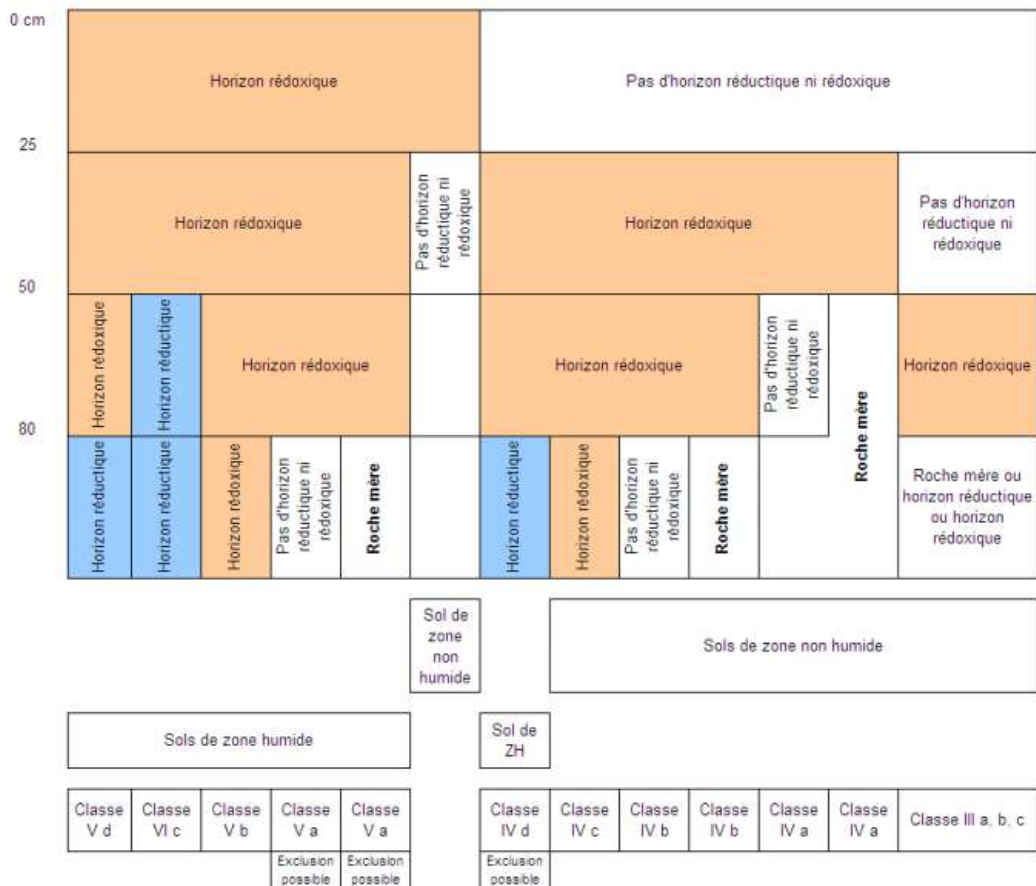 0 cm
Horizon rédoxique
Pas d'horizon réductique ni rédoxique
25
Horizon rédoxique
Pas d'horizon
réductique ni
rédoxique
Horizon rédoxique
Pas d'horizon
réductique ni
rédoxique
50
Horizon rédoxique
Horizon réductique
Horizon rédoxique
Horizon rédoxique
Pas d'horizon
réductique ni
rédoxique
Roche mère
Horizon rédoxique
80
Horizon réductique
Horizon réductique
Horizon rédoxique
Pas d'horizon
réductique ni
rédoxique
Roche mère
Horizon réductique
Horizon rédoxique
Pas d'horizon
réductique ni
rédoxique
Roche mère
Roche mère ou
horizon réductique
ou horizon
rédoxique
Sol de
zone
non
humide
Sols de zone non humide
Sols de zone humide
Sol de
ZH
Classe
V d
Classe
VI c
Classe
V b
Classe
V a
Classe
V a
Classe
IV d
Classe
IV c
Classe
IV b
Classe
IV b
Classe
IV a
Classe
IV a
Classe III a, b, c
Exclusion
possible
Exclusion
possible
Exclusion
possible